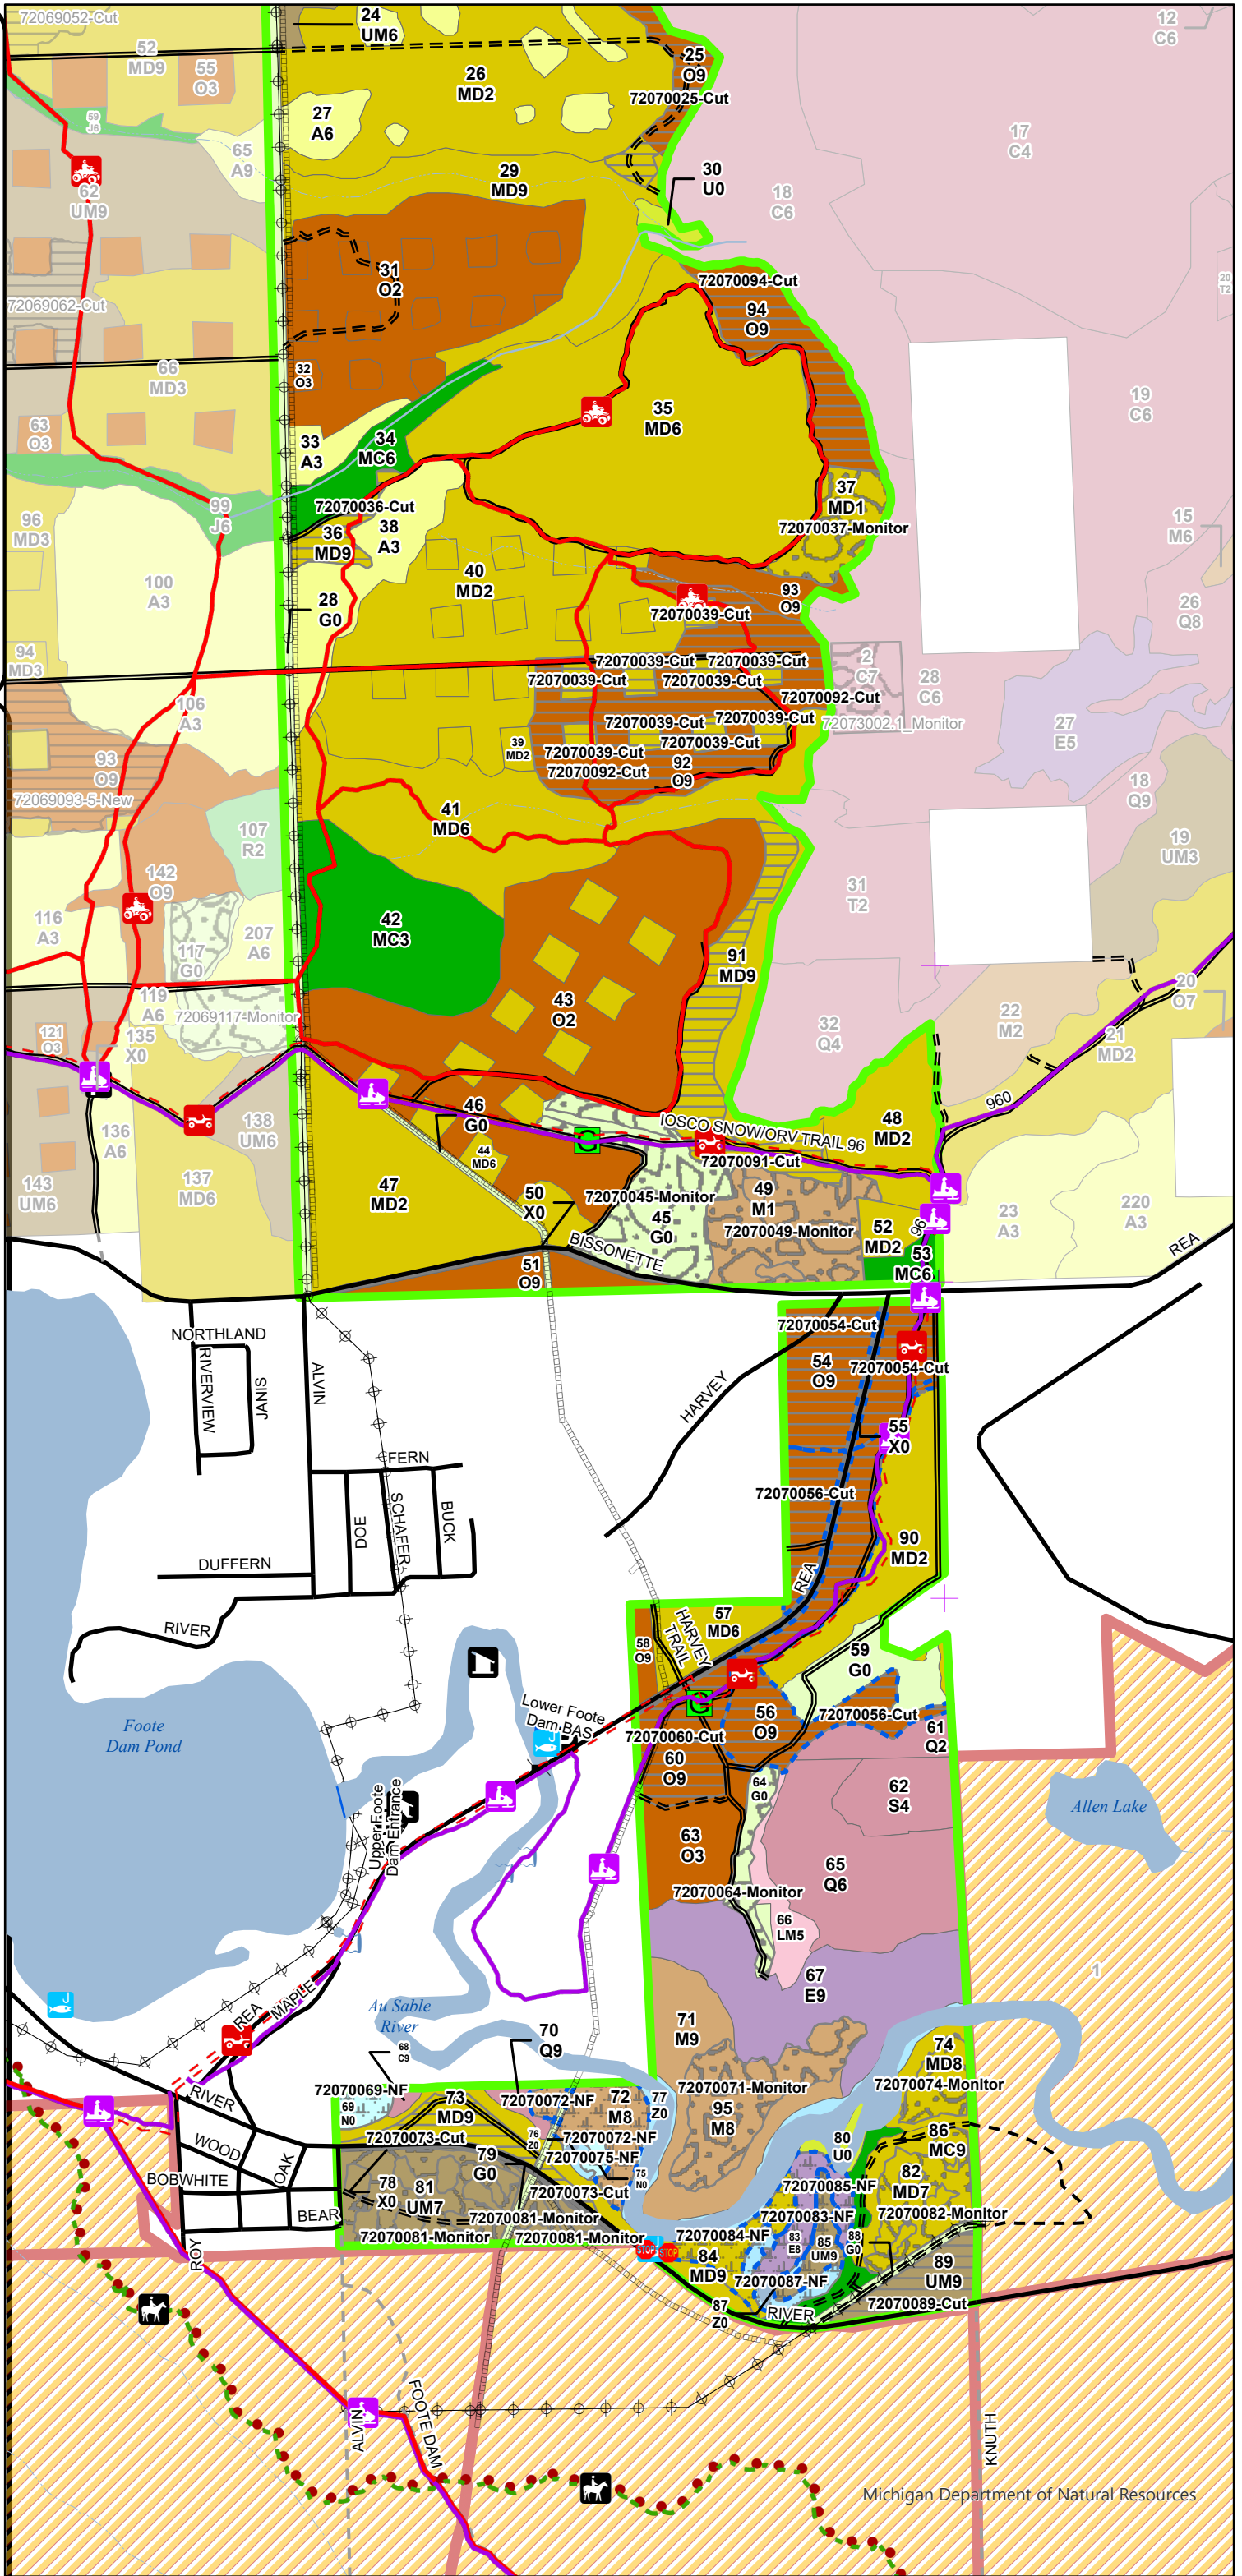 72069052-Cut
24
UM6
12
C6
52
MD9
55
O3
26
MD2
25
O9
72070025-Cut
59
J6
27
A6
17
C4
65
A9
29
MD9
30
U0
18
C6
62
UM9
31
O2
72070094-Cut
94
O9
20
T2
72069062-Cut
32
O3
66
MD3
35
MD6
19
C6
63
O3
33
A3
34
MC6
37
MD1
72070037-Monitor
72070036-Cut
36
MD9
38
A3
99
J6
96
MD3
15
M6
100
A3
40
MD2
28
G0
93
O9
72070039-Cut
26
Q8
94
MD3
72070039-Cut
72070039-Cut
72070039-Cut
72070039-Cut
72070092-Cut
2
C7
28
C6
106
A3
72070039-Cut
72070039-Cut
72073002.1_Monitor
27
E5
39
MD2
72070039-Cut
72070039-Cut
72070092-Cut
92
O9
93
O9
72069093-5-New
18
Q9
41
MD6
107
R2
19
UM3
142
O9
31
T2
116
A3
42
MC3
207
A6
117
G0
91
MD9
43
O2
119
A6
72069117-Monitor
20
O7
22
M2
32
Q4
21
MD2
121
O3
135
X0
960
46
G0
IOSCO SNOW/ORV TRAIL 96
48
MD2
136
A6
138
UM6
44
MD6
72070091-Cut
137
MD6
143
UM6
47
MD2
50
X0
72070045-Monitor
45
G0
49
M1
72070049-Monitor
52
MD2
96
23
A3
220
A3
BISSONETTE
REA
51
O9
53
MC6
NORTHLAND
RIVERVIEW
JANIS
ALVIN
72070054-Cut
54
O9
72070054-Cut
HARVEY
55
X0
FERN
DOE
SCHAFER
BUCK
72070056-Cut
DUFFERN
90
MD2
REA
RIVER
57
MD6
HARVEY
TRAIL
58
O9
59
G0
Foote
Dam Pond
Lower Foote
Dam BAS
56
O9
72070056-Cut
61
Q2
72070060-Cut
60
O9
64
G0
62
S4
Allen Lake
Upper Foote
Dam Entrance
63
O3
65
Q6
72070064-Monitor
66
LM5
67
E9
1
REA
MAPLE
Au Sable
River
71
M9
70
Q9
74
MD8
72070074-Monitor
68
C9
72070069-NF
69
N0
RIVER
73
MD9
72070072-NF
72
M8
77
Z0
72070071-Monitor
95
M8
72070073-Cut
76
Z0
72070072-NF
86
MC9
80
U0
WOOD
OAK
79
G0
72070075-NF
75
N0
BOBWHITE
78
X0
81
UM7
72070073-Cut
72070085-NF
82
MD7
72070082-Monitor
BEAR
72070081-Monitor
72070081-Monitor
72070081-Monitor
72070083-NF
72070084-NF
83
E8
85
UM9
88
G0
ROY
STOP
STOP
84
MD9
72070087-NF
89
UM9
72070089-Cut
87
Z0
RIVER
ALVIN
FOOTE DAM
KNUTH
Michigan Department of Natural Resources